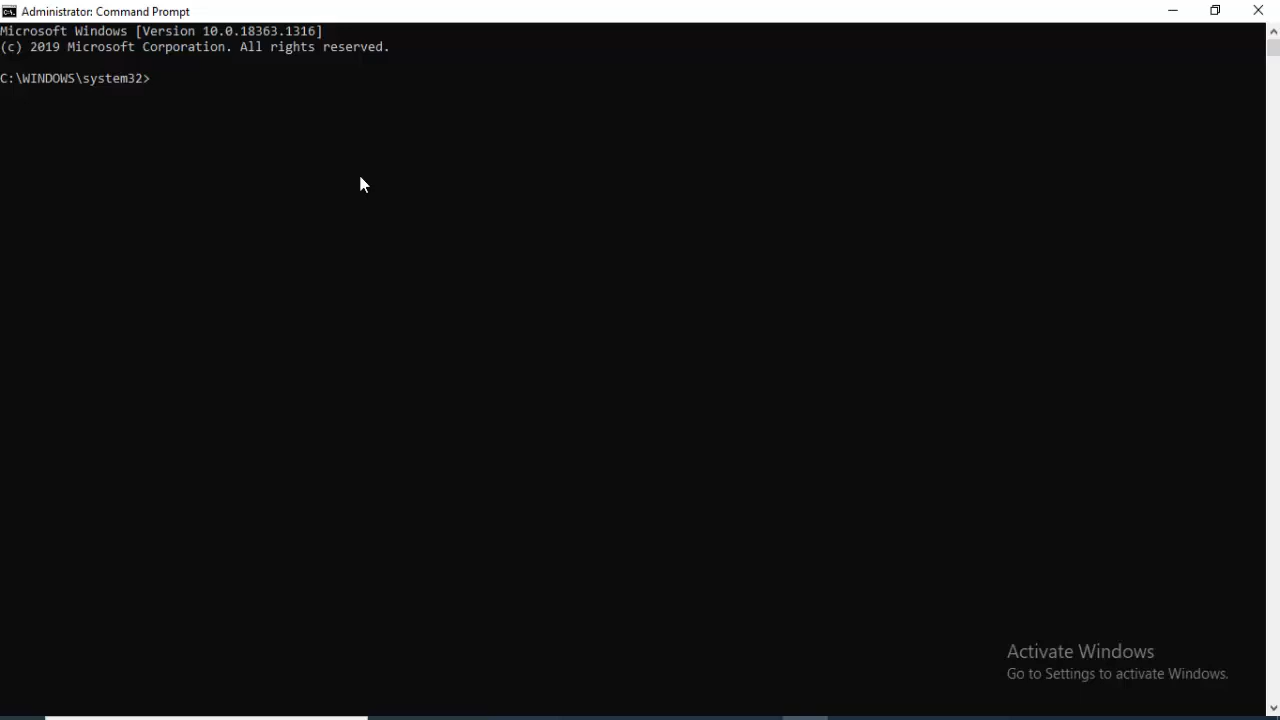 Administrator: Command Prompt
Microsoft Windows [Version 10.0.18363.1316]
(c) 2019 Microsoft Corporation. All rights reserved.
C:\WINDOWS\system32>
Activate Windows
Go to Settings to activate Windows.